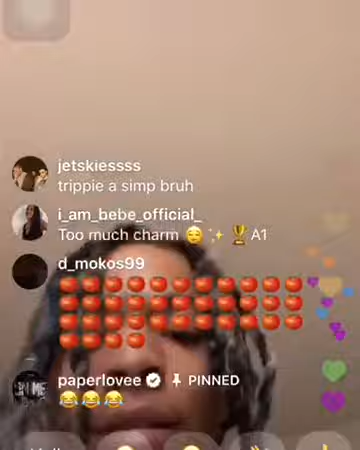 jetskiessss
trippie a simp bruh
i_am_bebe_official_
Too much charm 😌✨🏆A1
d_mokos99
🍅🍅🍅🍅🍅🍅🍅🍅🍅🍅🍅
🍅🍅🍅🍅🍅🍅🍅🍅🍅🍅🍅
🍅🍅🍅🍅🍅🍅🍅🍅🍅🍅🍅
🍅🍅🍅🍅
paperlovee PINNED
😂😂😂